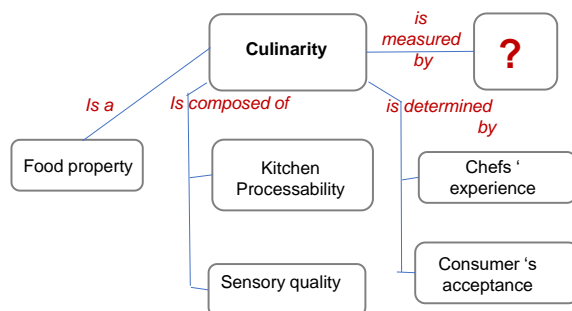 Culinarity
is
measured
by
?
Is a
Is composed of
is determined
by
Food property
Kitchen
Processability
Chefs ‘
experience
Sensory quality
Consumer ‘s
acceptance